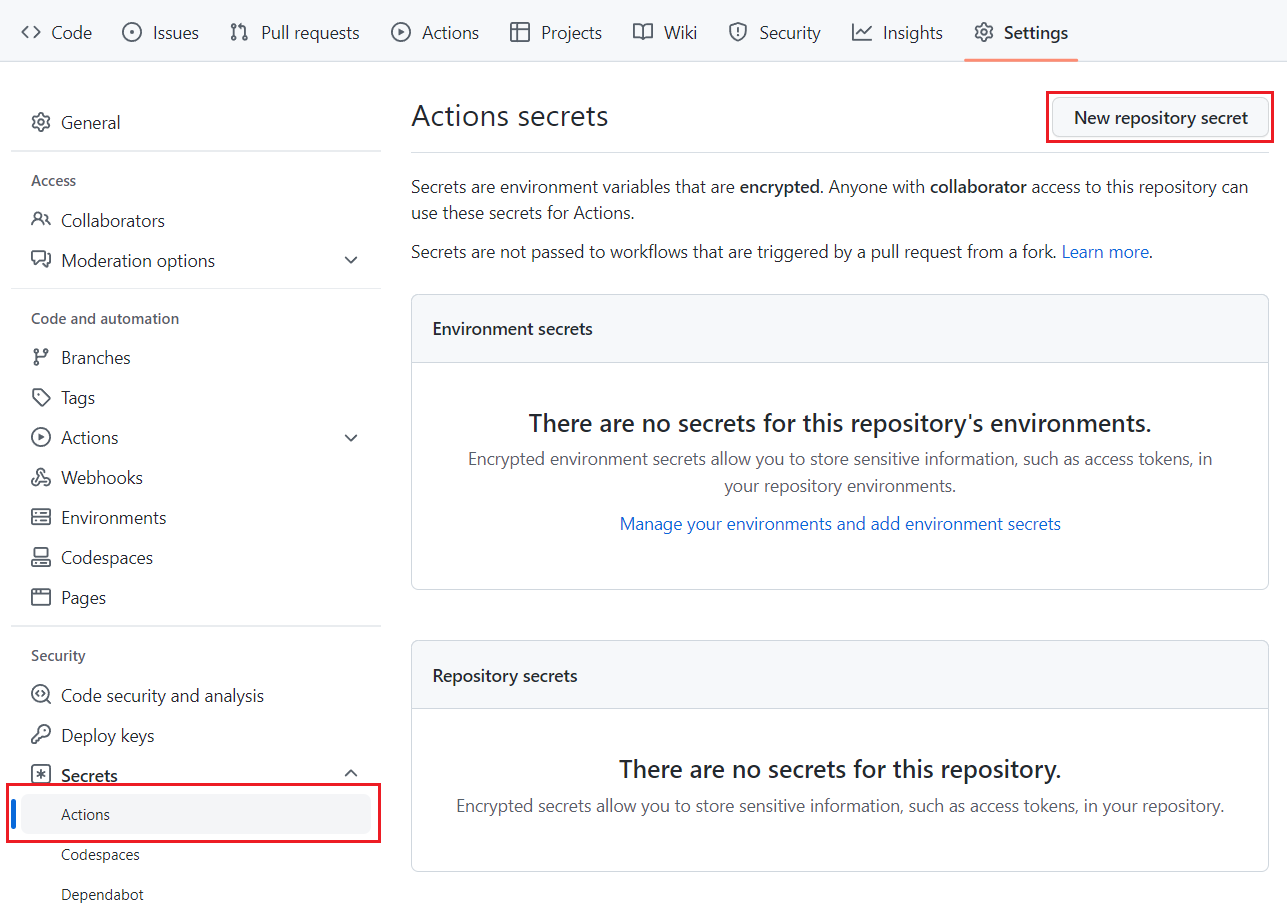 Code Issues Pull requests Actions Projects Wiki Security Insights Settings
General
Access
Collaborators
Moderation options
Code and automation
Branches
Tags
Actions
Webhooks
Environments
Codespaces
Pages
Security
Code security and analysis
Deploy keys
Secrets
Actions
Codespaces
Dependabot
Actions secrets
New repository secret
Secrets are environment variables that are encrypted. Anyone with collaborator access to this repository can
use these secrets for Actions.
Secrets are not passed to workflows that are triggered by a pull request from a fork. Learn more.
Environment secrets
There are no secrets for this repository's environments.
Encrypted environment secrets allow you to store sensitive information, such as access tokens, in
your repository environments.
Manage your environments and add environment secrets
Repository secrets
There are no secrets for this repository.
Encrypted secrets allow you to store sensitive information, such as access tokens, in your repository.